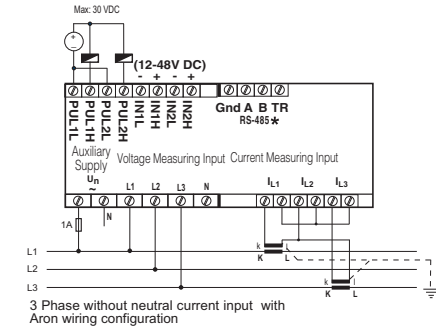 Max: 30 VDC
+
-
(12-48V DC)
- + - +
PUL1L PUL1H PUL2L PUL2H IN1L IN1H IN2L IN2H
Gnd A B TR
RS-485 *
Auxiliary Supply
Voltage Measuring Input
Current Measuring Input
Un
~
L1 L2 L3 N
IL1 IL2 IL3
1A
N
L1
k l
K L
L2
L3
k l
K L
3 Phase without neutral current input with
Aron wiring configuration